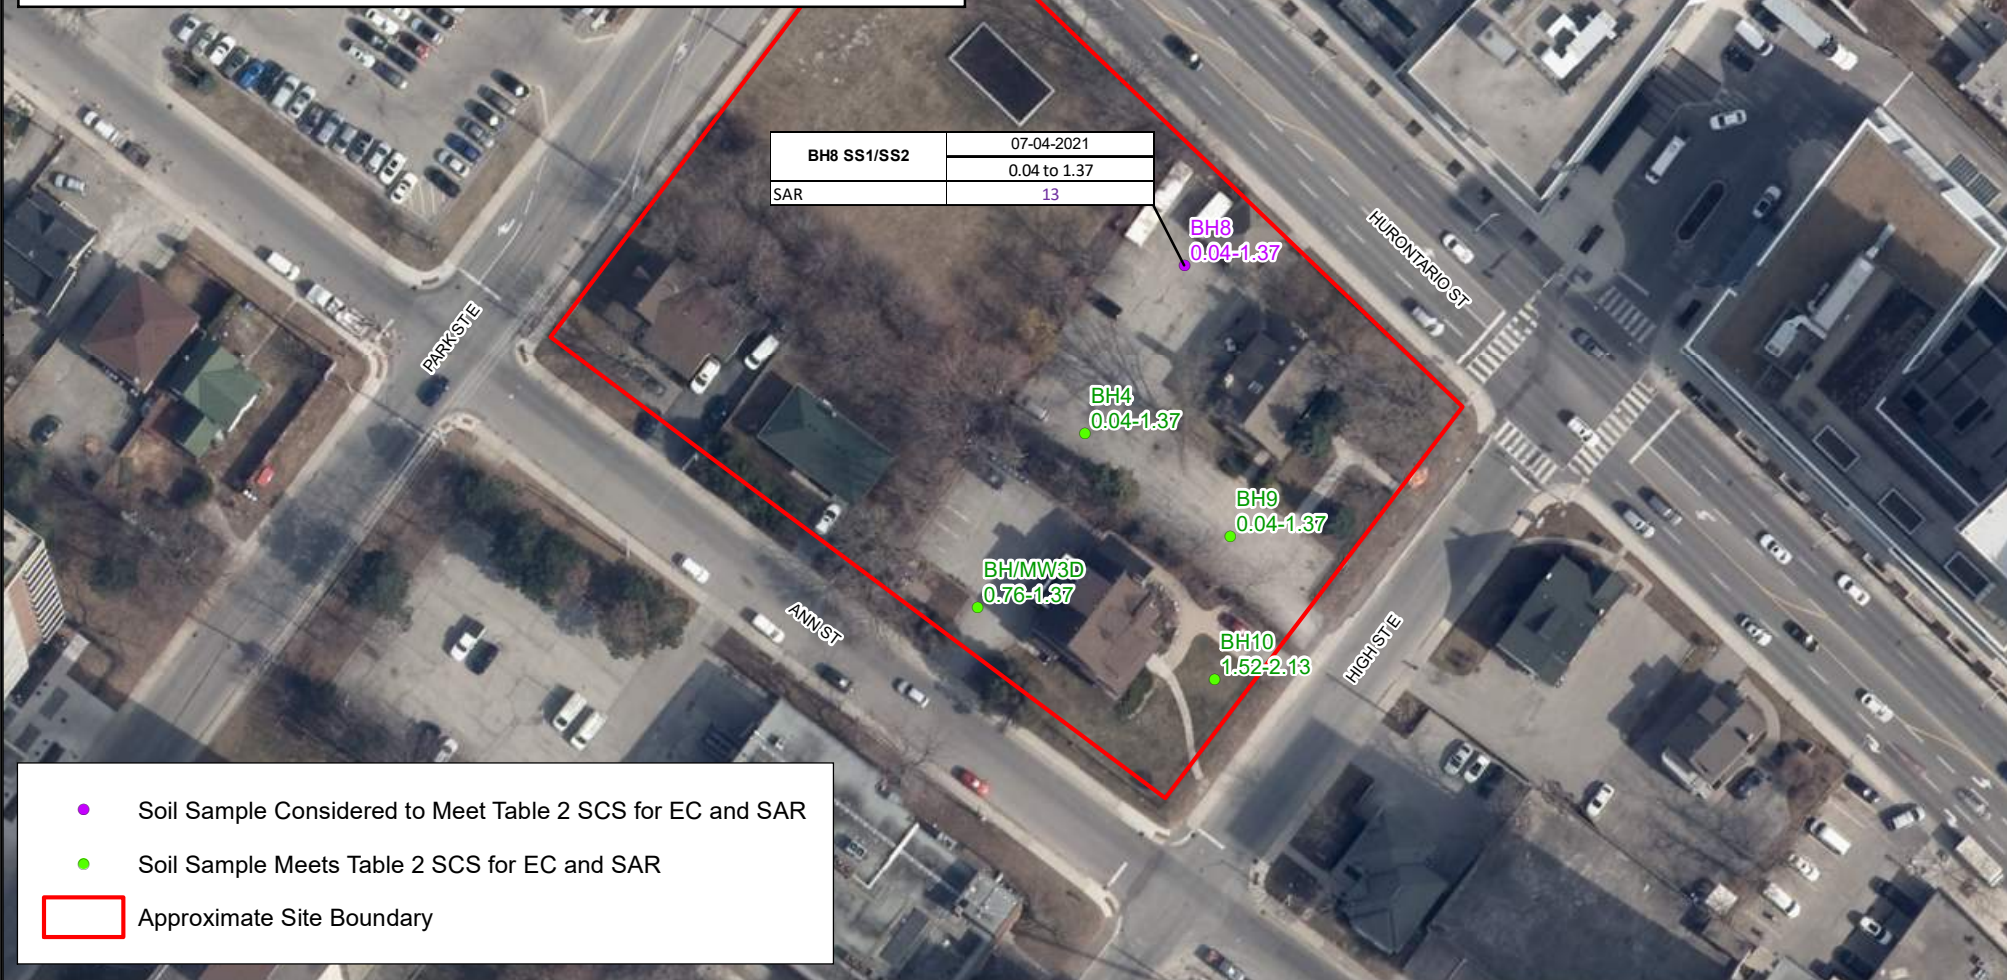 BH8 SS1/SS2
07-04-2021
0.04 to 1.37
SAR
13
BH8
0.04-1.37
HURONTARIO ST
PARK ST E
BH4
0.04-1.37
BH9
0.04-1.37
BH/MW3D
0.76-1.37
ANN ST
BH10
1.52-2.13
HIGH ST E
Soil Sample Considered to Meet Table 2 SCS for EC and SAR
Soil Sample Meets Table 2 SCS for EC and SAR
Approximate Site Boundary